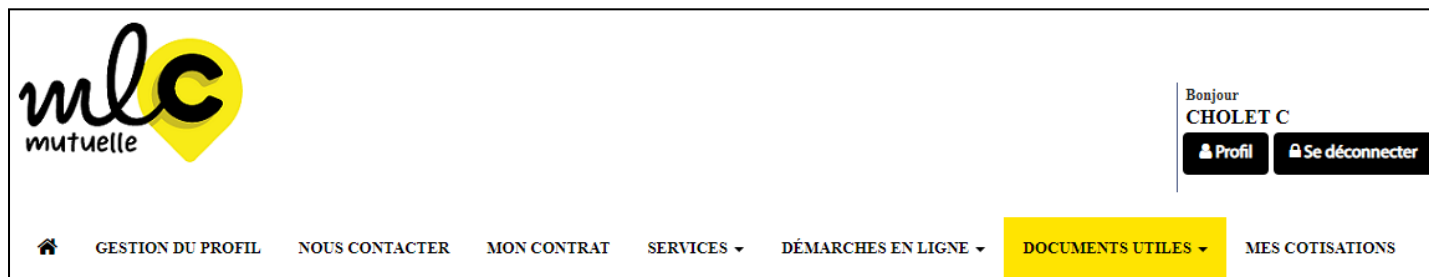 mlc
mutuelle
Bonjour
CHOLET C
Profil Se déconnecter
GESTION DU PROFIL NOUS CONTACTER MON CONTRAT SERVICES DÉMARCHES EN LIGNE DOCUMENTS UTILES MES COTISATIONS